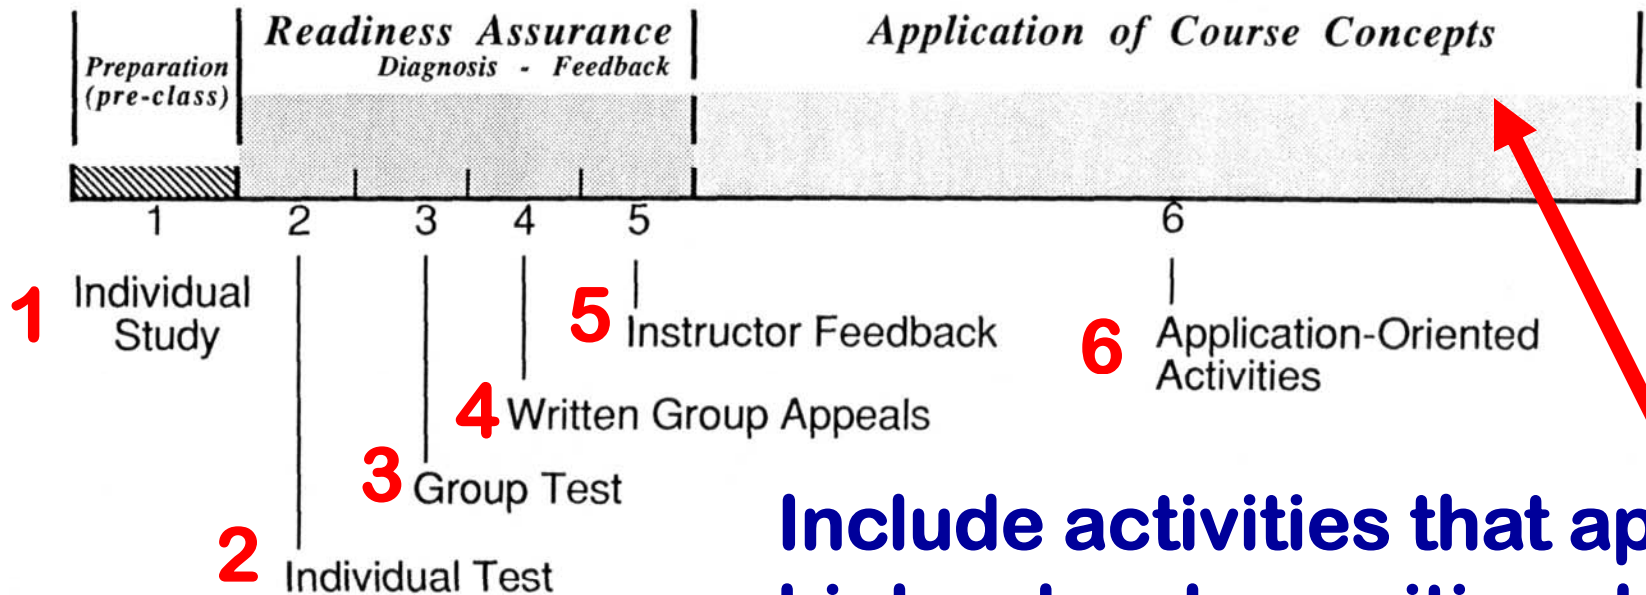 Preparation
(pre-class)
Readiness Assurance
Diagnosis - Feedback
Application of Course Concepts
1 2 3 4 5 6
1 Individual
Study
5 Instructor Feedback
6 Application-Oriented
Activities
4 Written Group Appeals
3 Group Test
2 Individual Test
Include activities that